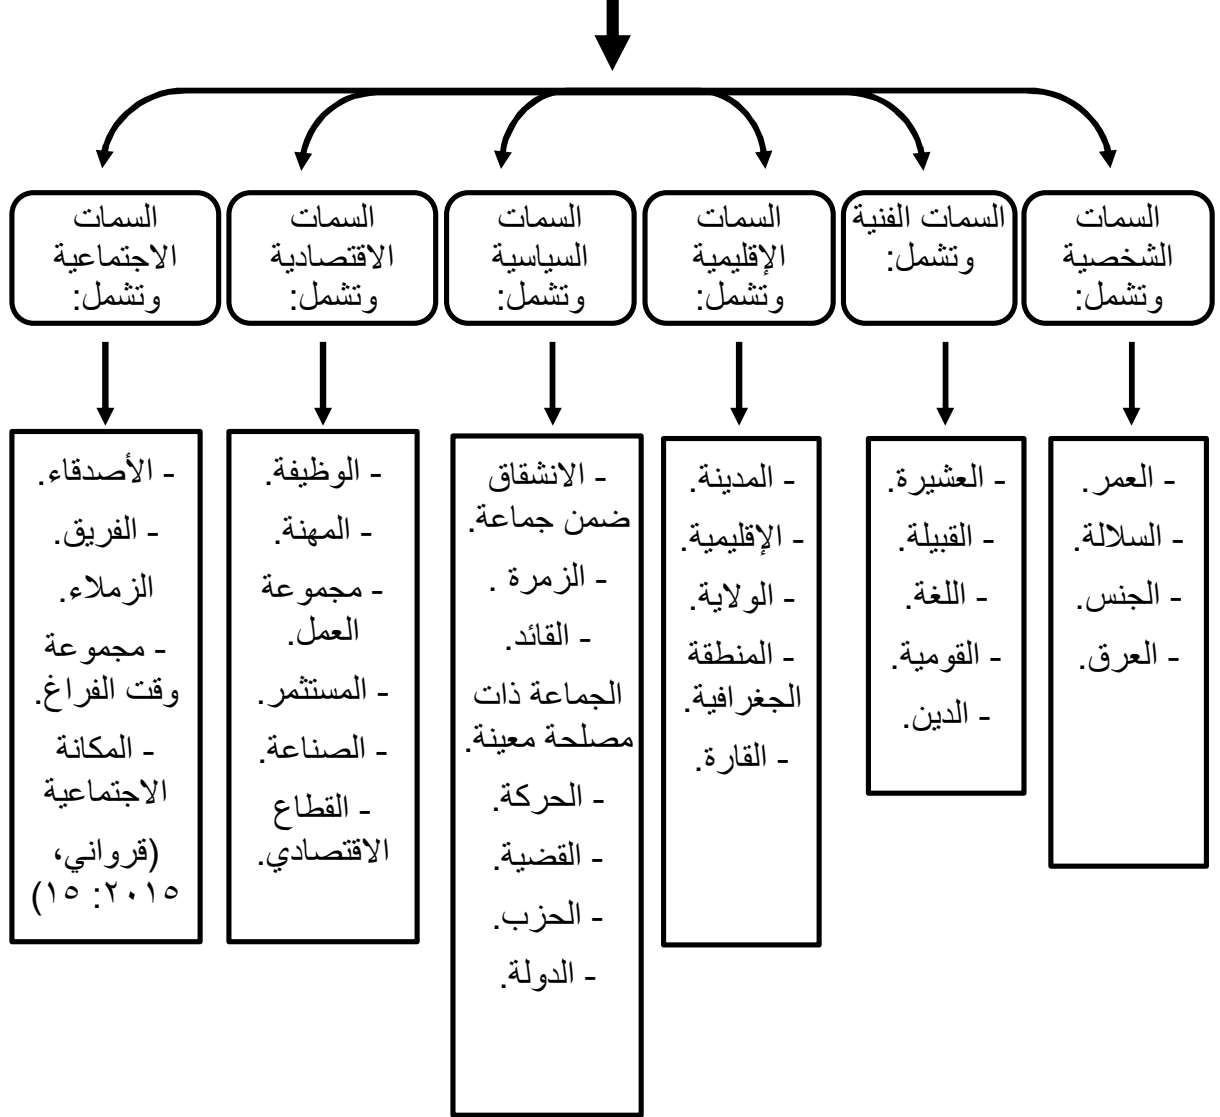 السمات
الشخصية
وتشمل:
السمات الفنية
وتشمل:
السمات
الإقليمية
وتشمل:
السمات
السياسية
وتشمل:
السمات
الاقتصادية
وتشمل:
السمات
الاجتماعية
وتشمل:
- العمر.
- السلالة.
- الجنس.
- العرق.
- العشيرة.
- القبيلة.
- اللغة.
- القومية.
- الدين.
- المدينة.
- الإقليمية.
- الولاية.
- المنطقة
الجغرافية.
- القارة.
- الانشقاق
ضمن جماعة.
- الزمرة .
- القائد.
الجماعة ذات
مصلحة معينة.
- الحركة.
- القضية.
- الحزب.
- الدولة.
- الوظيفة.
- المهنة.
- مجموعة
العمل.
- المستثمر.
- الصناعة.
- القطاع
الاقتصادي.
- الأصدقاء.
- الفريق.
الزملاء.
- مجموعة
وقت الفراغ.
- المكانة
الاجتماعية
(قرواني،
٢٠١٥: ١٥)